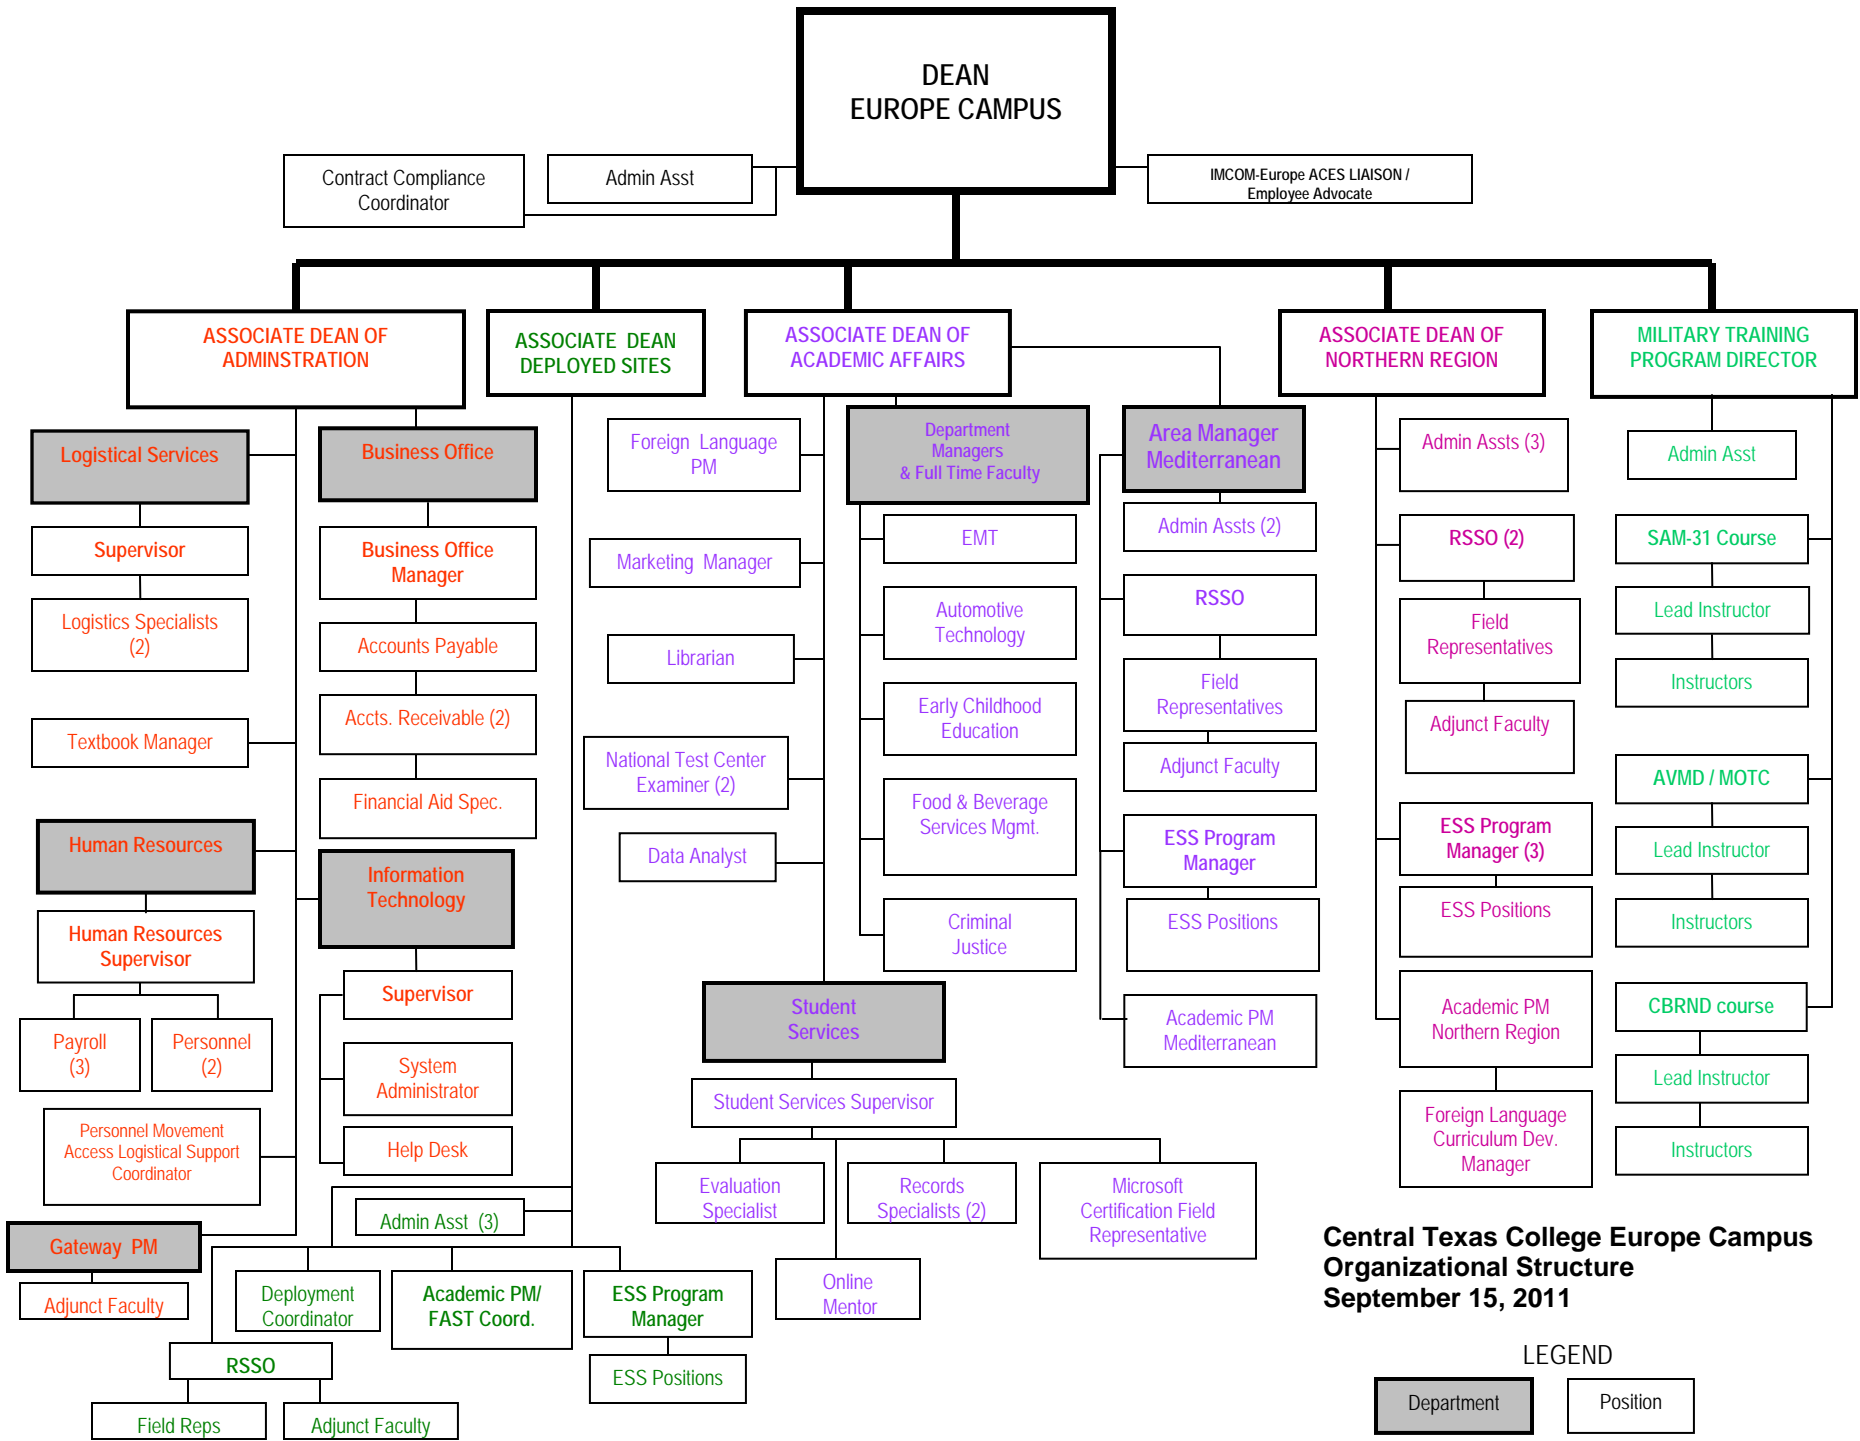 DEAN
EUROPE CAMPUS
Contract Compliance
Coordinator
Admin Asst
IMCOM-Europe ACES LIAISON /
Employee Advocate
ASSOCIATE DEAN OF
ADMINSTRATION
Logistical Services
Supervisor
Logistics Specialists
(2)
Textbook Manager
Human Resources
Human Resources
Supervisor
Payroll
(3)
Personnel
(2)
Personnel Movement
Access Logistical Support
Coordinator
Gateway PM
Adjunct Faculty
Business Office
Business Office
Manager
Accounts Payable
Accts. Receivable (2)
Financial Aid Spec.
Information
Technology
Supervisor
System
Administrator
Help Desk
ASSOCIATE DEAN
DEPLOYED SITES
Admin Asst (3)
Deployment
Coordinator
Academic PM/
FAST Coord.
ESS Program
Manager
ESS Positions
RSSO
Field Reps
Adjunct Faculty
ASSOCIATE DEAN OF
ACADEMIC AFFAIRS
Foreign Language
PM
Marketing Manager
Librarian
National Test Center
Examiner (2)
Data Analyst
Department
Managers
& Full Time Faculty
EMT
Automotive
Technology
Early Childhood
Education
Food & Beverage
Services Mgmt.
Criminal
Justice
Student
Services
Student Services Supervisor
Evaluation
Specialist
Online
Mentor
Records
Specialists (2)
Microsoft
Certification Field
Representative
Area Manager
Mediterranean
Admin Assts (2)
RSSO
Field
Representatives
Adjunct Faculty
ESS Program
Manager
ESS Positions
Academic PM
Mediterranean
ASSOCIATE DEAN OF
NORTHERN REGION
Admin Assts (3)
RSSO (2)
Field
Representatives
Adjunct Faculty
ESS Program
Manager (3)
ESS Positions
Academic PM
Northern Region
Foreign Language
Curriculum Dev.
Manager
MILITARY TRAINING
PROGRAM DIRECTOR
Admin Asst
SAM-31 Course
Lead Instructor
Instructors
AVMD / MOTC
Lead Instructor
Instructors
CBRND course
Lead Instructor
Instructors
Central Texas College Europe Campus
Organizational Structure
September 15, 2011
LEGEND
Department
Position